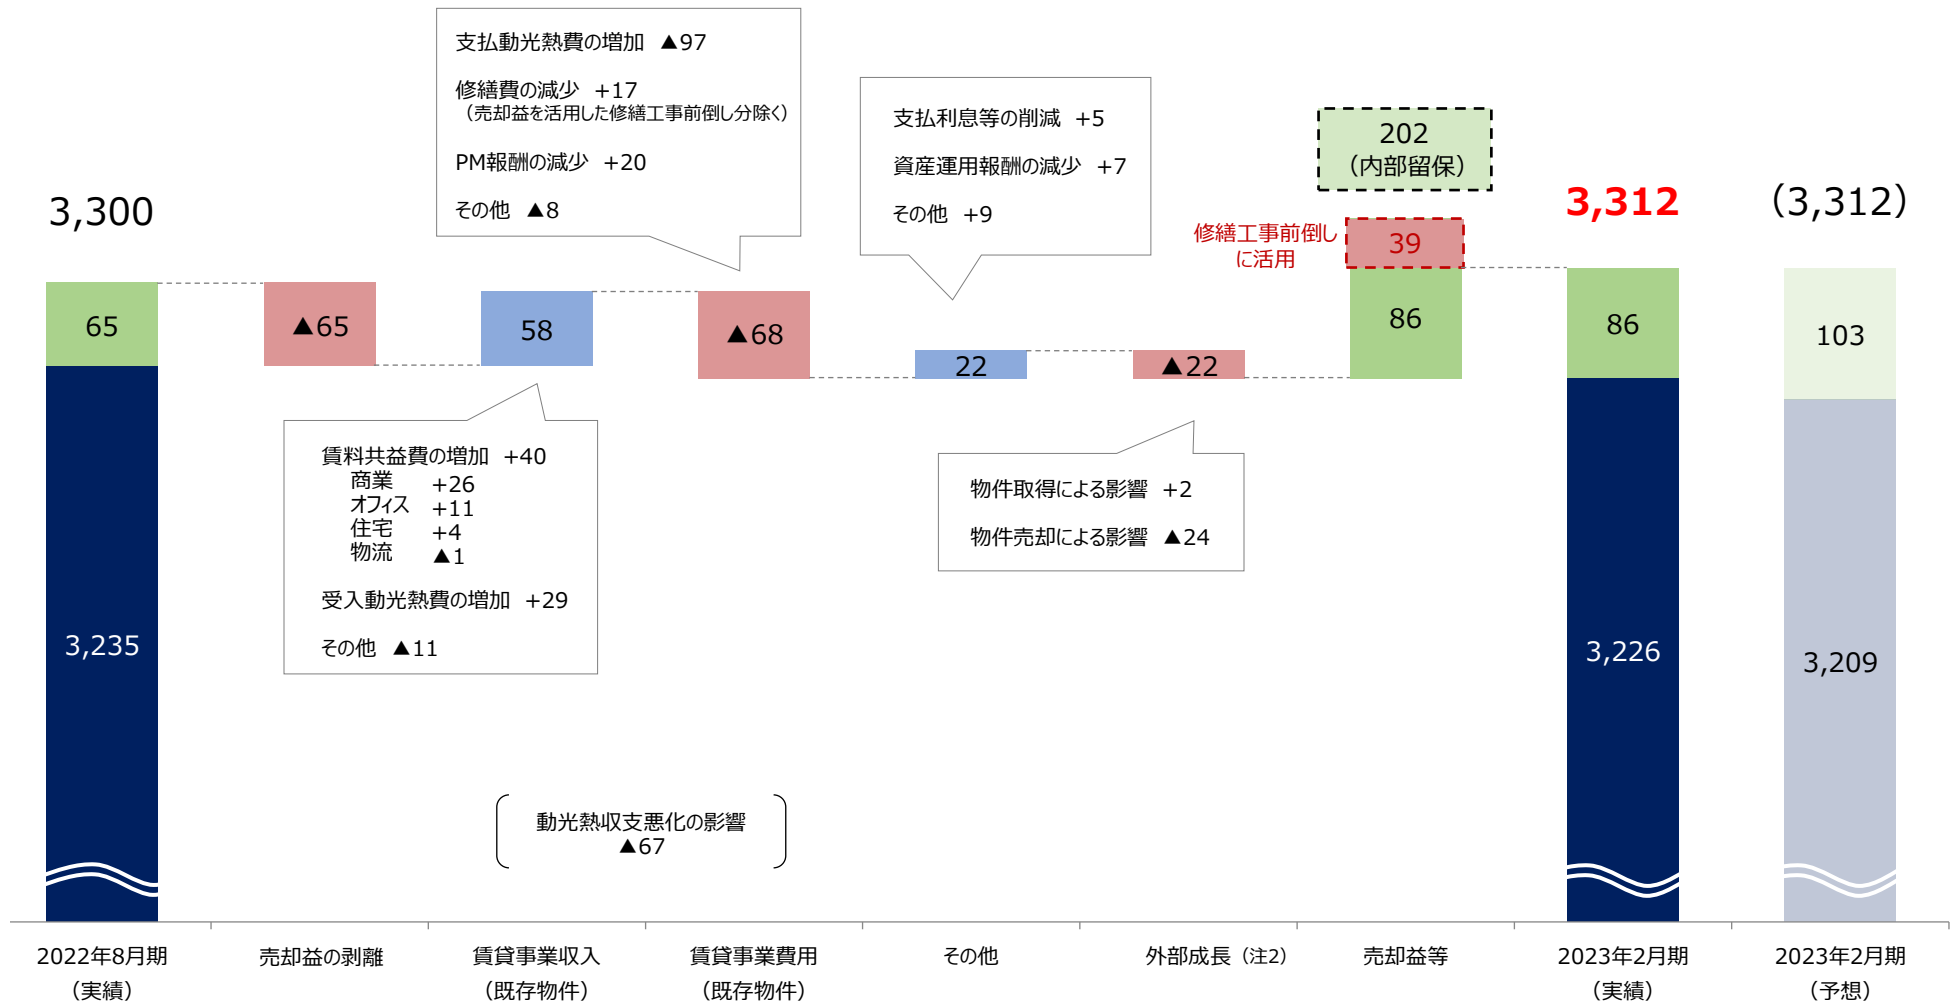 3,300
支払動光熱費の増加 ▲97
修繕費の減少 +17
（売却益を活用した修繕工事前倒し分除く）
PM報酬の減少 +20
その他 ▲8
支払利息等の削減 +5
資産運用報酬の減少 +7
その他 +9
202
（内部留保）
修繕工事前倒し
に活用
39
3,312
（3,312）
65
▲65
58
▲68
22
▲22
86
86
103
賃料共益費の増加 +40
商業 +26
オフィス +11
住宅 +4
物流 ▲1
受入動光熱費の増加 +29
その他 ▲11
物件取得による影響 +2
物件売却による影響 ▲24
3,235
3,226
3,209
動光熱収支悪化の影響
▲67
2022年8月期
（実績）
売却益の剥離
賃貸事業収入
（既存物件）
賃貸事業費用
（既存物件）
その他
外部成長（注2）
売却益等
2023年2月期
（実績）
2023年2月期
（予想）